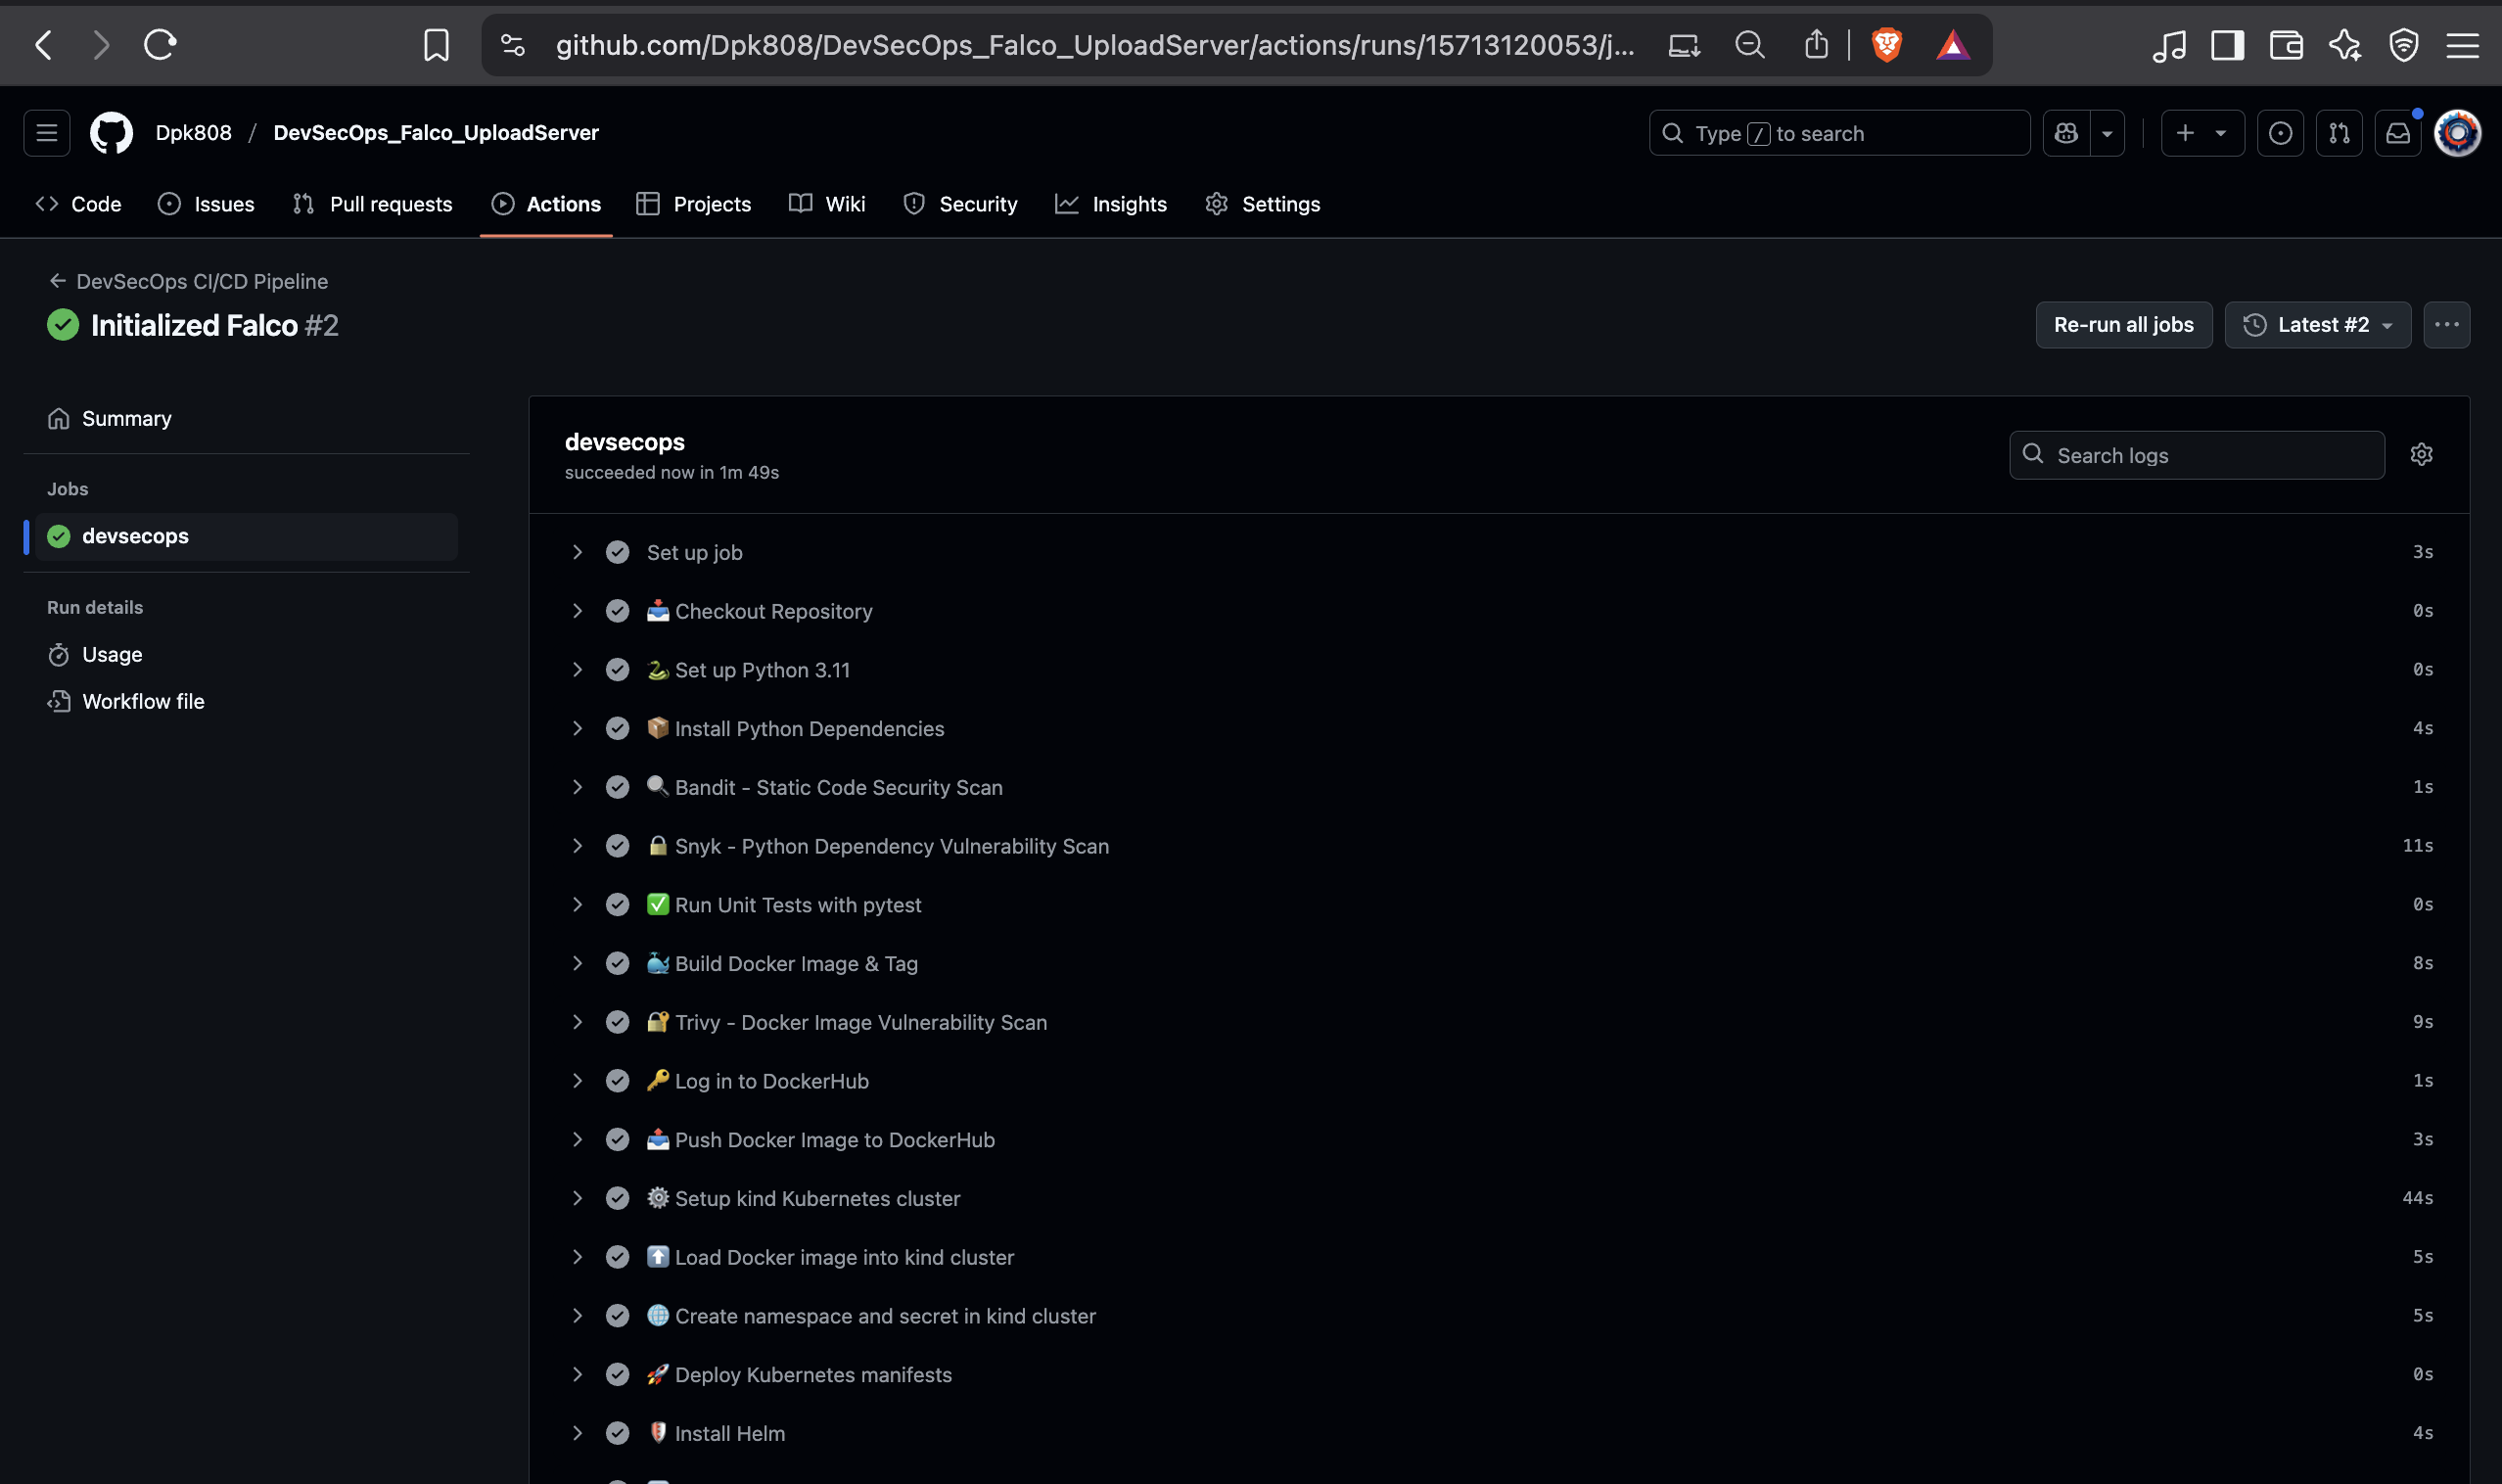 github.com/Dpk808/DevSecOps_Falco_UploadServer/actions/runs/15713120053/j...
Dpk808 / DevSecOps_Falco_UploadServer
Type / to search
Code Issues Pull requests Actions Projects Wiki Security Insights Settings
DevSecOps CI/CD Pipeline
Initialized Falco #2
Re-run all jobs
Latest #2
Summary
Jobs
devsecops
Run details
Usage
Workflow file
devsecops
succeeded now in 1m 49s
Search logs
Set up job 3s
Checkout Repository 0s
Set up Python 3.11 0s
Install Python Dependencies 4s
Bandit - Static Code Security Scan 1s
Snyk - Python Dependency Vulnerability Scan 11s
Run Unit Tests with pytest 0s
Build Docker Image & Tag 8s
Trivy - Docker Image Vulnerability Scan 9s
Log in to DockerHub 1s
Push Docker Image to DockerHub 3s
Setup kind Kubernetes cluster 44s
Load Docker image into kind cluster 5s
Create namespace and secret in kind cluster 5s
Deploy Kubernetes manifests 0s
Install Helm 4s